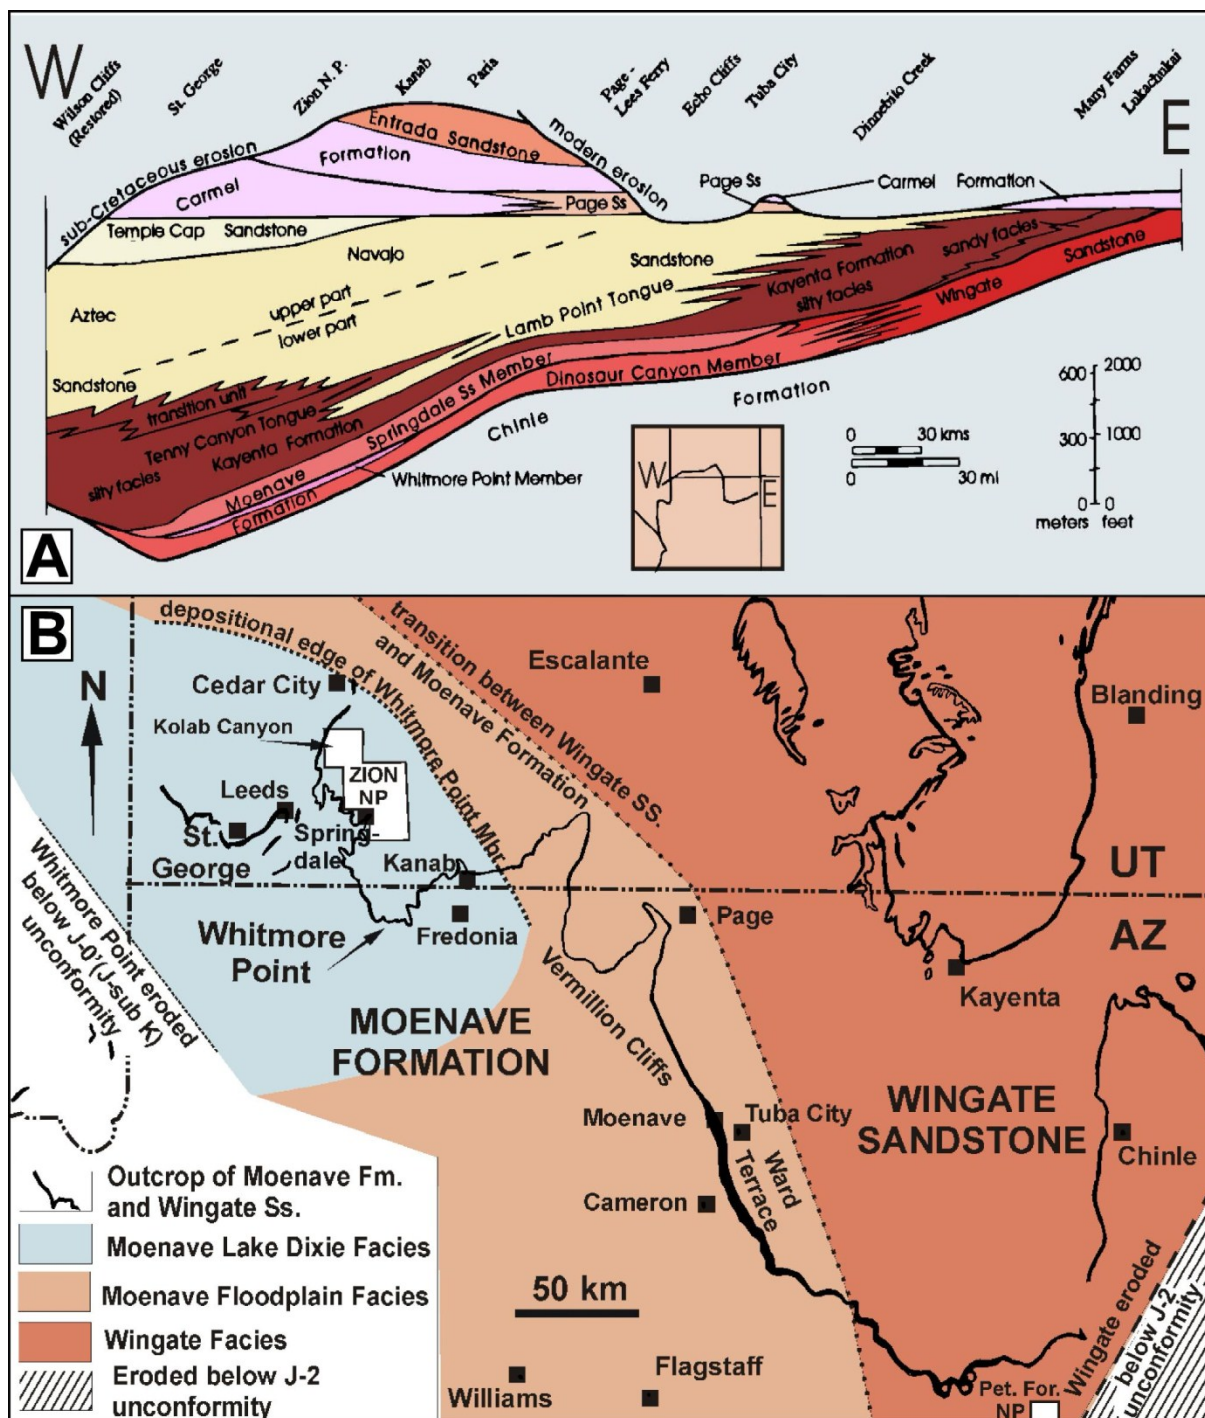 W
Wilson Cliffs
(Restored)
St. George
Zion N. P.
Kanab
Paria
Page -
Lees Ferry
Echo Cliffs
Tuba City
Dinnebito Creek
Many Farms
Lukachukai
E
sub-Cretaceous erosion
Entrada Sandstone
modern erosion
Carmel Formation
Page Ss
Page Ss
Carmel Formation
Temple Cap Sandstone
Navajo Sandstone
Aztec Sandstone
upper part
lower part
Lamb Point Tongue
Kayenta Formation
sandy facies
silty facies
Wingate Sandstone
transition unit
Tenny Canyon Tongue
Kayenta Formation
silty facies
Springdale Ss Member
Dinosaur Canyon Member
Moenave Formation
Whitmore Point Member
Chinle Formation
W
E
0 30 kms
0 30 mi
600 2000
300 1000
0 0
meters feet
A
B
N
depositional edge of Whitmore Point Mbr.
transition between Wingate SS.
and Moenave Formation
Escalante
Blanding
Cedar City
Kolab Canyon
ZION
NP
Leeds
St.
George
Spring-
dale
Kanab
Fredonia
Whitmore
Point
Whitmore Point eroded
below J-0'(J-sub K)
unconformity
UT
AZ
Page
Kayenta
Vermillion Cliffs
MOENAVE
FORMATION
WINGATE
SANDSTONE
Moenave
Tuba City
Chinle
Ward
Terrace
Cameron
50 km
Flagstaff
Williams
Pet. For.
NP
Wingate eroded
below J-2
unconformity
Outcrop of Moenave Fm.
and Wingate Ss.
Moenave Lake Dixie Facies
Moenave Floodplain Facies
Wingate Facies
Eroded below J-2
unconformity